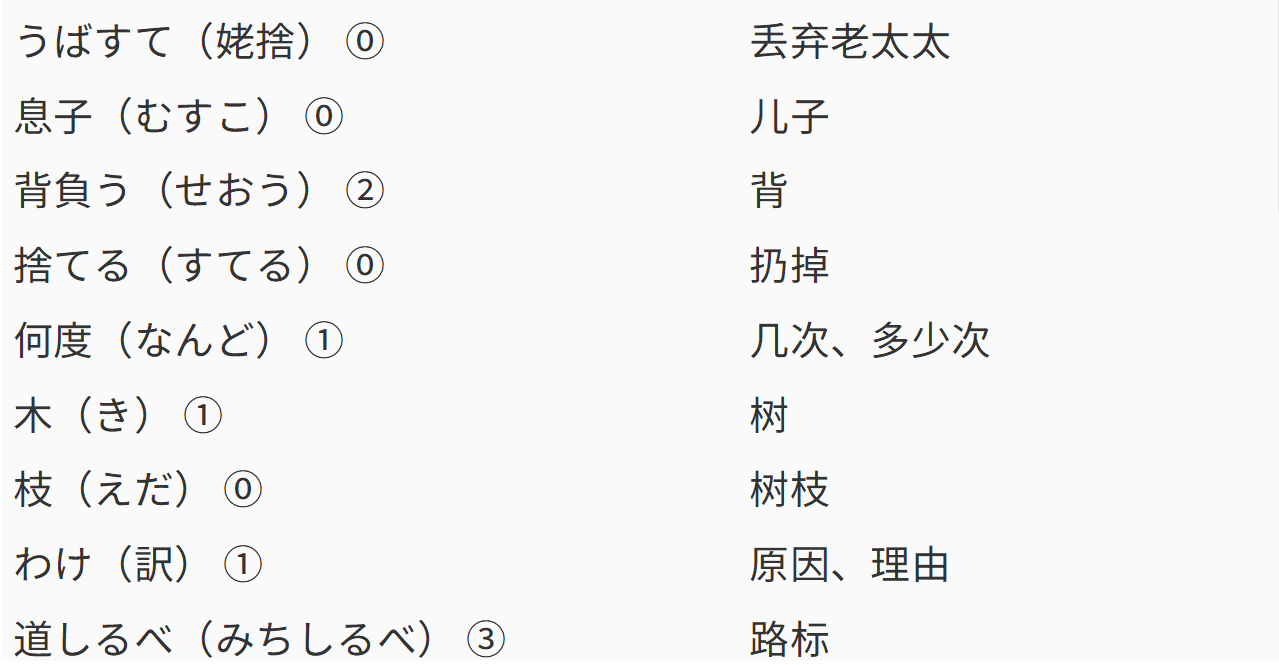 うばすて（姥捨） ⓪ 丢弃老太太
息子（むすこ） ⓪ 儿子
背負う（せおう） ② 背
捨てる（すてる） ⓪ 扔掉
何度（なんど） ① 几次、多少次
木（き） ① 树
枝（えだ） ⓪ 树枝
わけ（訳） ① 原因、理由
道しるべ（みちしるべ） ③ 路标